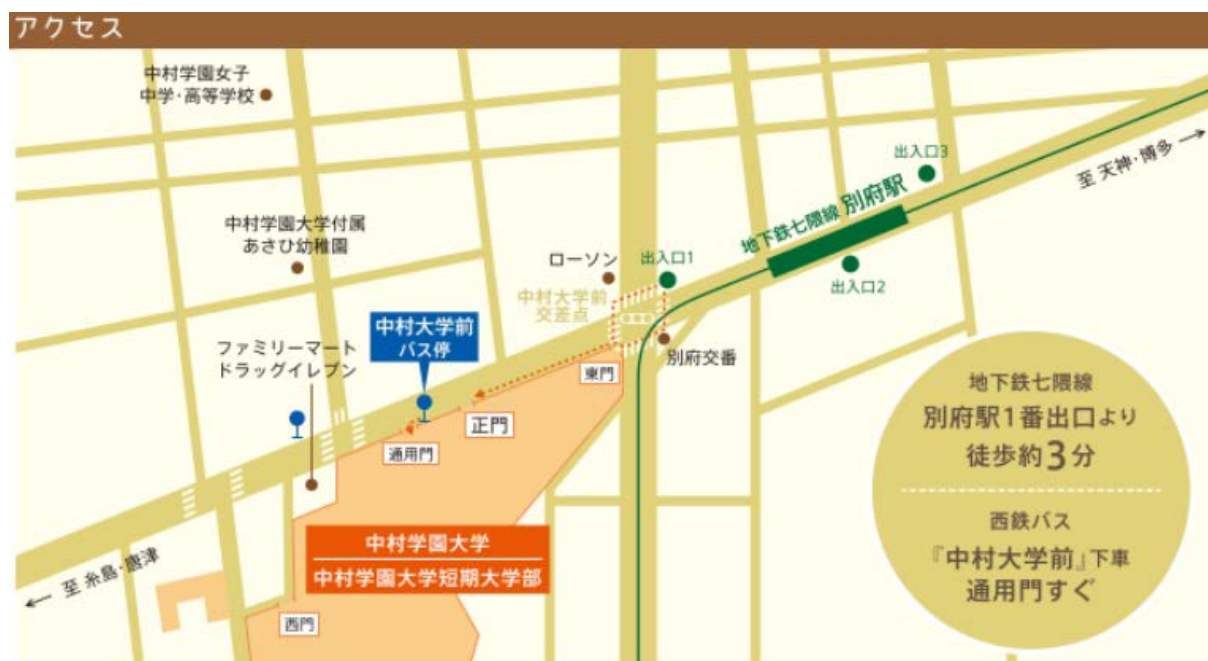 アクセス
中村学園女子
中学・高等学校
出入口3
至 天神・博多
地下鉄七隈線 別府駅
中村学園大学付属
あさひ幼稚園
ローソン
出入口1
出入口2
中村大学前
交差点
中村大学前
バス停
ファミリーマート
ドラッグイレブン
別府交番
東門
正門
通用門
地下鉄七隈線
別府駅1番出口より
徒歩約3分
西鉄バス
『中村大学前』下車
通用門すぐ
中村学園大学
中村学園大学短期大学部
至 糸島・唐津
西門